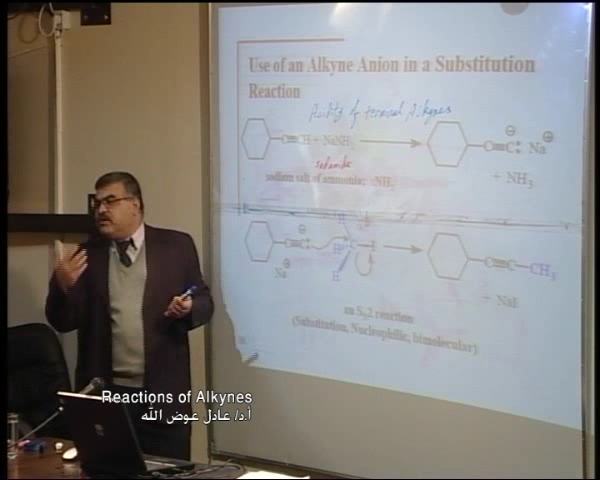 Use of an Alkyne Anion in a Substitution
Reaction
Acidity of terminal Alkynes
C≡CH + NaNH₂
C≡C: ⊖ Na ⊕
sodamide
sodium salt of ammonia; :NH₂
+ NH₃
C≡C: ⊖
Na ⊕
H
H
C≡C–CH₃
+ NaI
an Sₙ2 reaction
(Substitution, Nucleophilic, bimolecular)
Reactions of Alkynes
أ.د/ عادل عوض الله